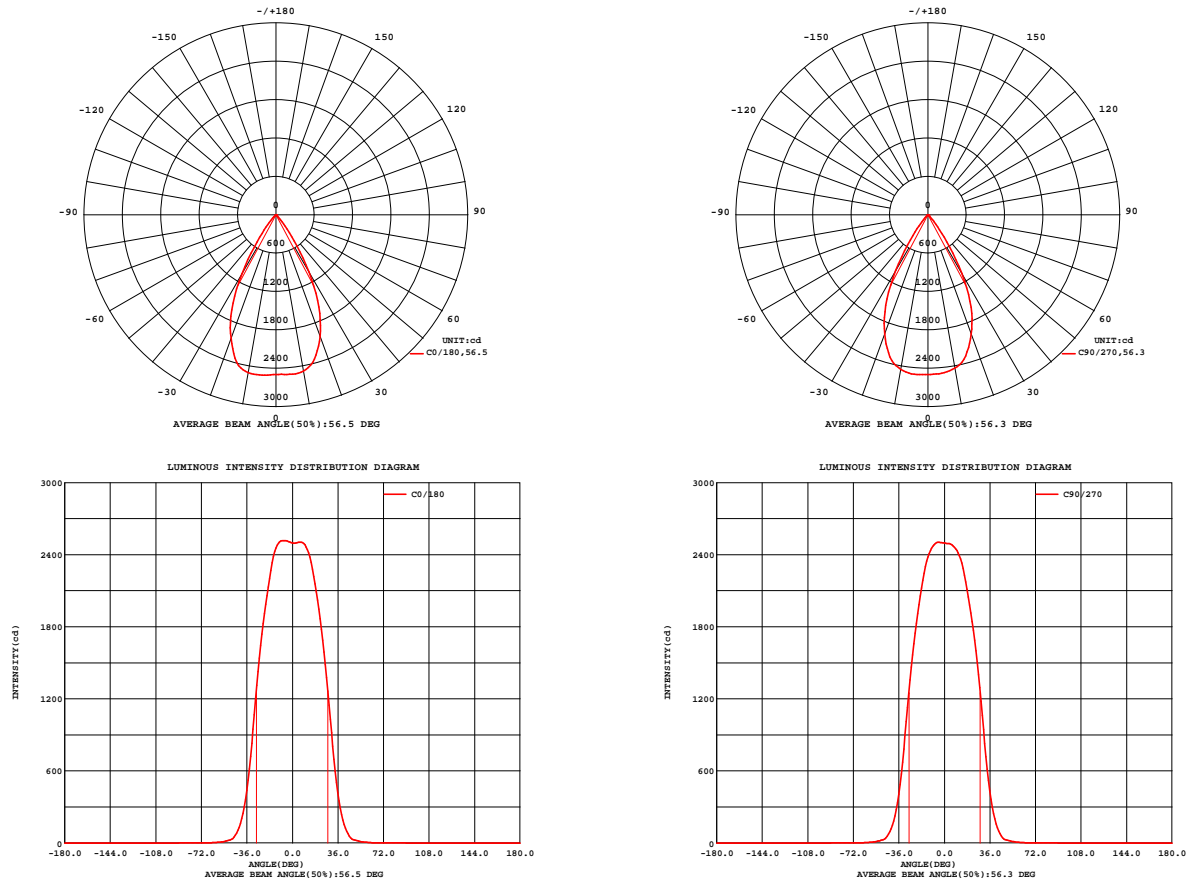 -/+180
-150 150
-120 120
-90 90
-60 60
-30 30
0
600
1200
1800
2400
3000
0
UNIT:cd
C0/180,56.5
AVERAGE BEAM ANGLE(50%):56.5 DEG
-/+180
-150 150
-120 120
-90 90
-60 60
-30 30
0
600
1200
1800
2400
3000
0
UNIT:cd
C90/270,56.3
AVERAGE BEAM ANGLE(50%):56.3 DEG
LUMINOUS INTENSITY DISTRIBUTION DIAGRAM
C0/180
INTENSITY(cd)
3000
2400
1800
1200
600
0
-180.0 -144.0 -108.0 -72.0 -36.0 0.0 36.0 72.0 108.0 144.0 180.0
ANGLE(DEG)
AVERAGE BEAM ANGLE(50%):56.5 DEG
LUMINOUS INTENSITY DISTRIBUTION DIAGRAM
C90/270
INTENSITY(cd)
3000
2400
1800
1200
600
0
-180.0 -144.0 -108.0 -72.0 -36.0 0.0 36.0 72.0 108.0 144.0 180.0
ANGLE(DEG)
AVERAGE BEAM ANGLE(50%):56.3 DEG